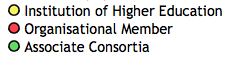 Institution of Higher Education
Organisational Member
Associate Consortia